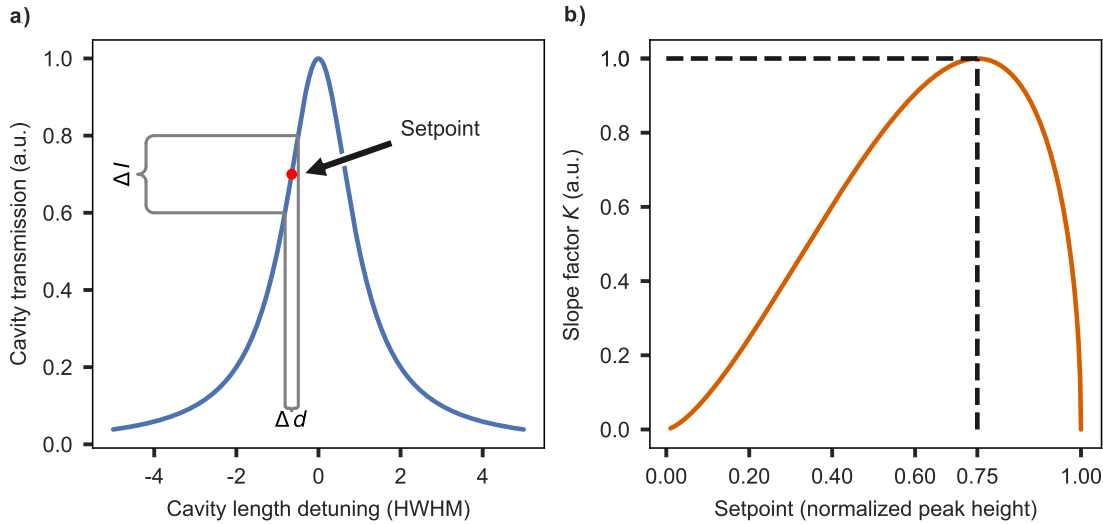 a)
1.0
0.8
0.6
0.4
0.2
0.0
Cavity transmission (a.u.)
Δ I
Setpoint
Δ d
-4
-2
0
2
4
Cavity length detuning (HWHM)
b)
1.0
0.8
0.6
0.4
0.2
0.0
Slope factor K (a.u.)
0.00
0.20
0.40
0.60
0.75
1.00
Setpoint (normalized peak height)